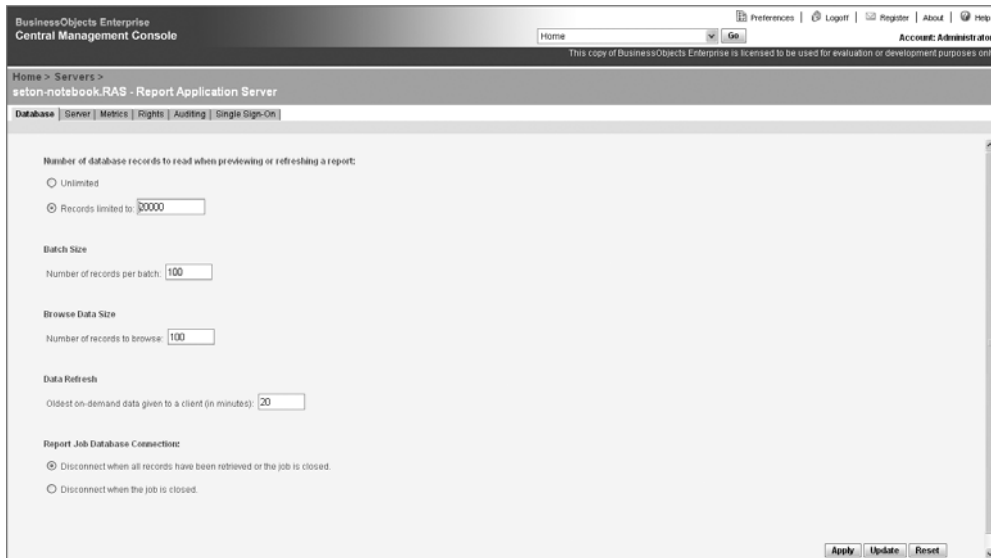 BusinessObjects Enterprise
Central Management Console
Preferences | Logoff | Register | About | Help
Home Go
Account: Administrator
This copy of BusinessObjects Enterprise is licensed to be used for evaluation or development purposes onl
Home > Servers >
seton-notebook.RAS - Report Application Server
Database | Server | Metrics | Rights | Auditing | Single Sign-On |
Number of database records to read when previewing or refreshing a report:
Unlimited
Records limited to: 20000
Batch Size
Number of records per batch: 100
Browse Data Size
Number of records to browse: 100
Data Refresh
Oldest on-demand data given to a client (in minutes): 20
Report Job Database Connection:
Disconnect when all records have been retrieved or the job is closed.
Disconnect when the job is closed.
Apply Update Reset